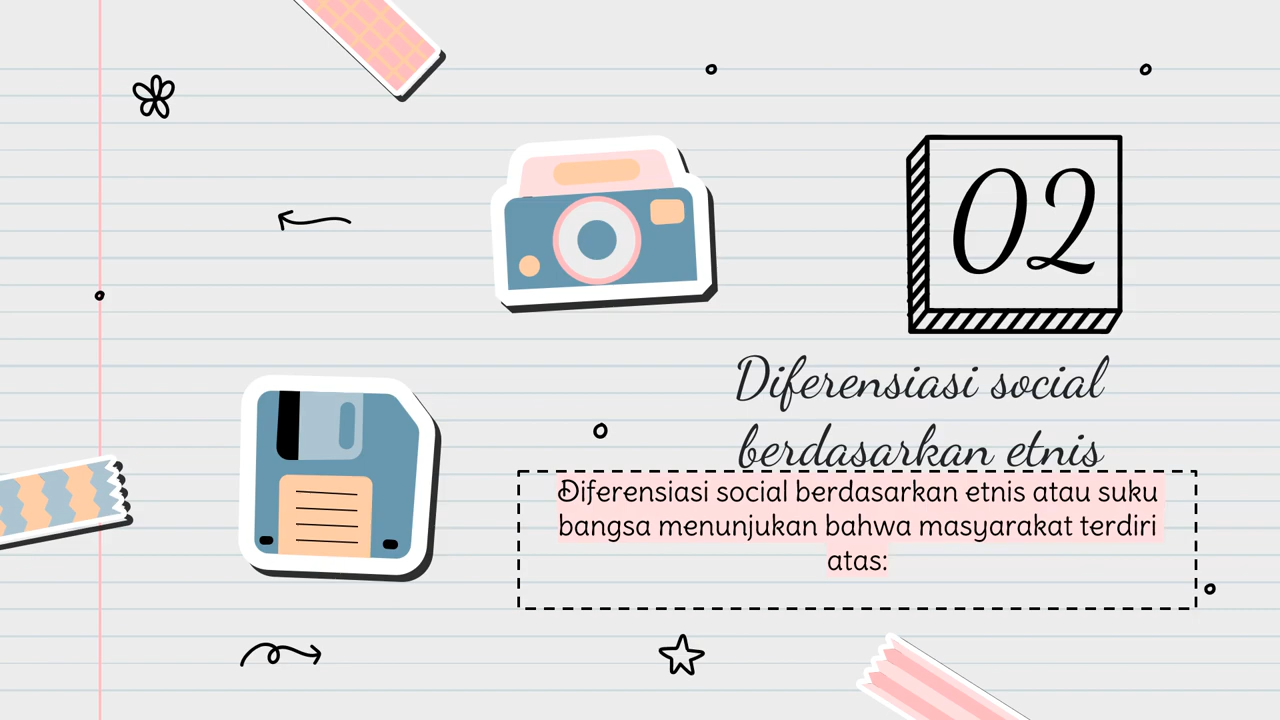 02
Diferensiasi social
berdasarkan etnis
Diferensiasi social berdasarkan etnis atau suku
bangsa menunjukan bahwa masyarakat terdiri
atas: